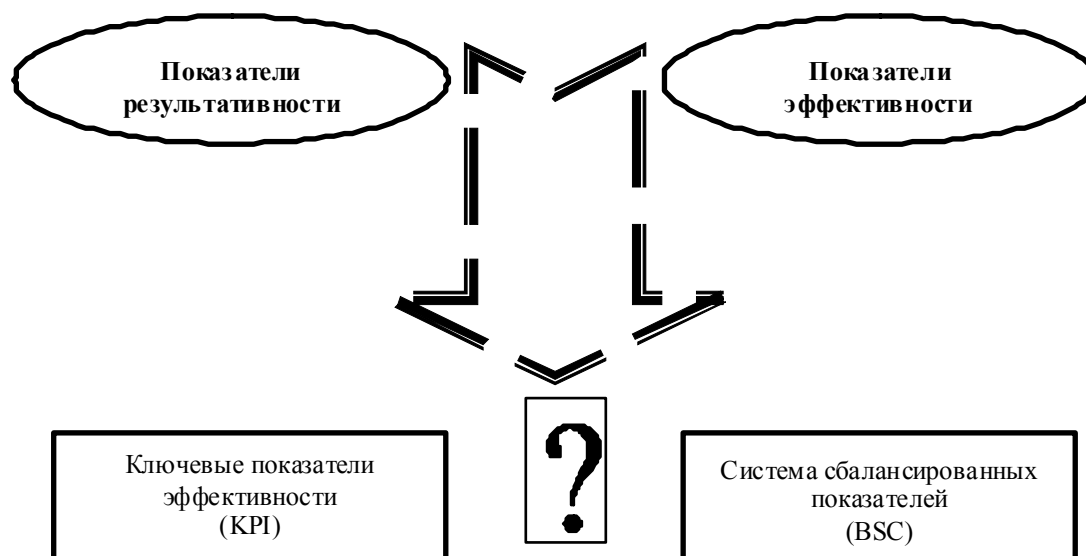 Показатели
результативности
Показатели
эффективности
?
Ключевые показатели
эффективности
(KPI)
Система сбалансированных
показателей
(BSC)